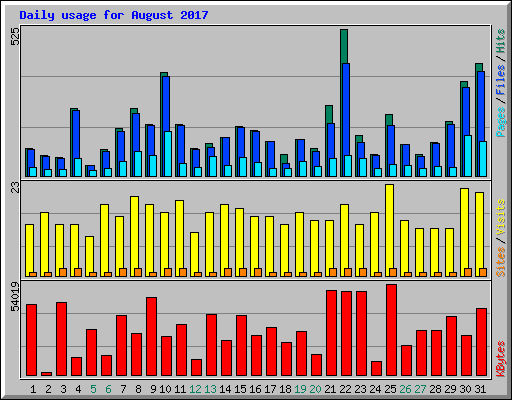 Daily usage for August 2017
525
Pages / Files / Hits
23
Sites / Visits
54019
KBytes
1 2 3 4 5 6 7 8 9 10 11 12 13 14 15 16 17 18 19 20 21 22 23 24 25 26 27 28 29 30 31